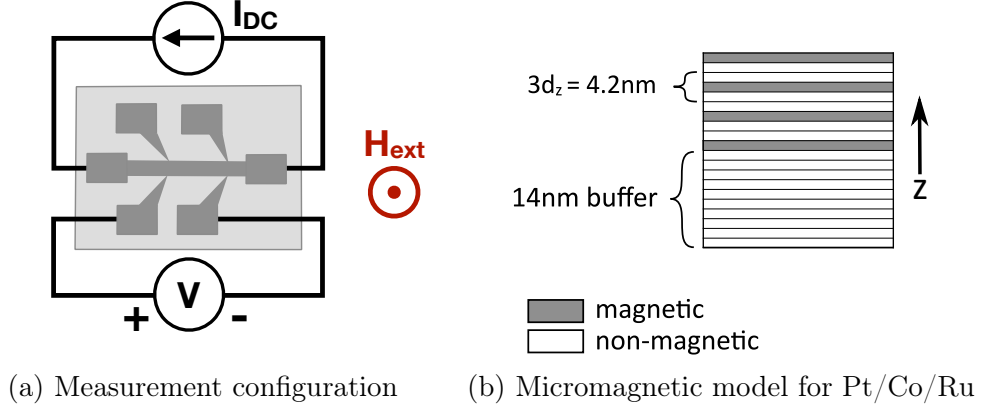 I_DC
H_ext
V
+ -
3d_z = 4.2nm
14nm buffer
z
magnetic
non-magnetic
(a) Measurement configuration
(b) Micromagnetic model for Pt/Co/Ru